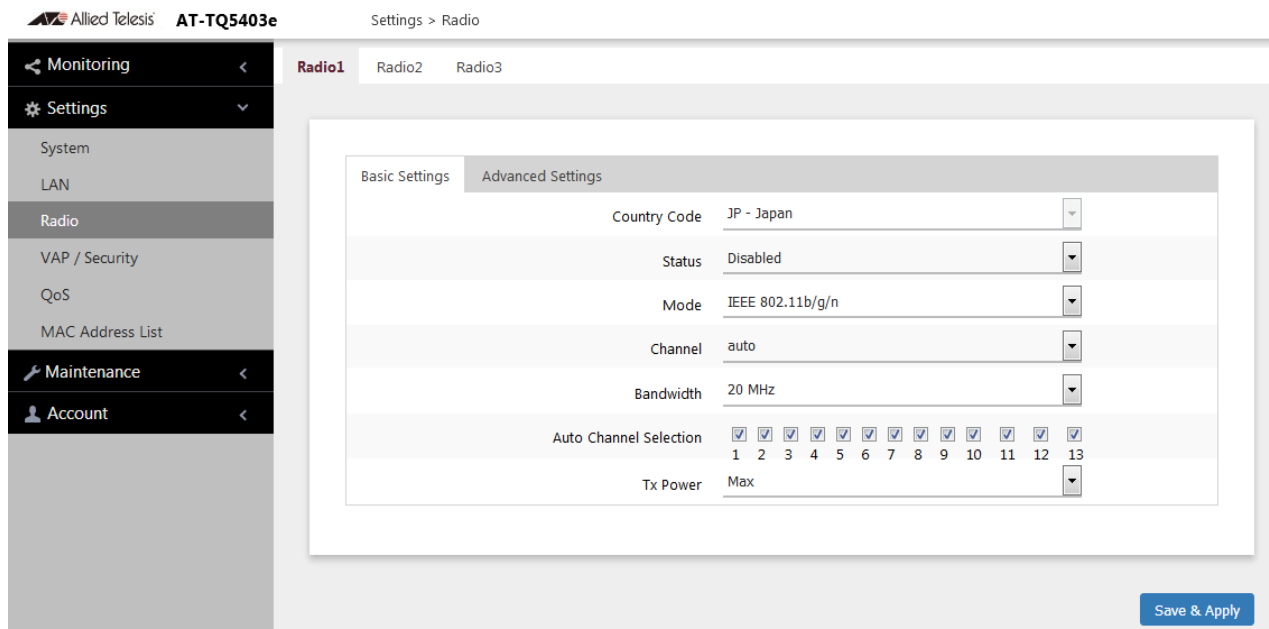 Allied Telesis AT-TQ5403e Settings > Radio
Monitoring
Settings
System
LAN
Radio
VAP / Security
QoS
MAC Address List
Maintenance
Account
Radio1 Radio2 Radio3
Basic Settings Advanced Settings
Country Code JP - Japan
Status Disabled
Mode IEEE 802.11b/g/n
Channel auto
Bandwidth 20 MHz
Auto Channel Selection
1 2 3 4 5 6 7 8 9 10 11 12 13
Tx Power Max
Save & Apply